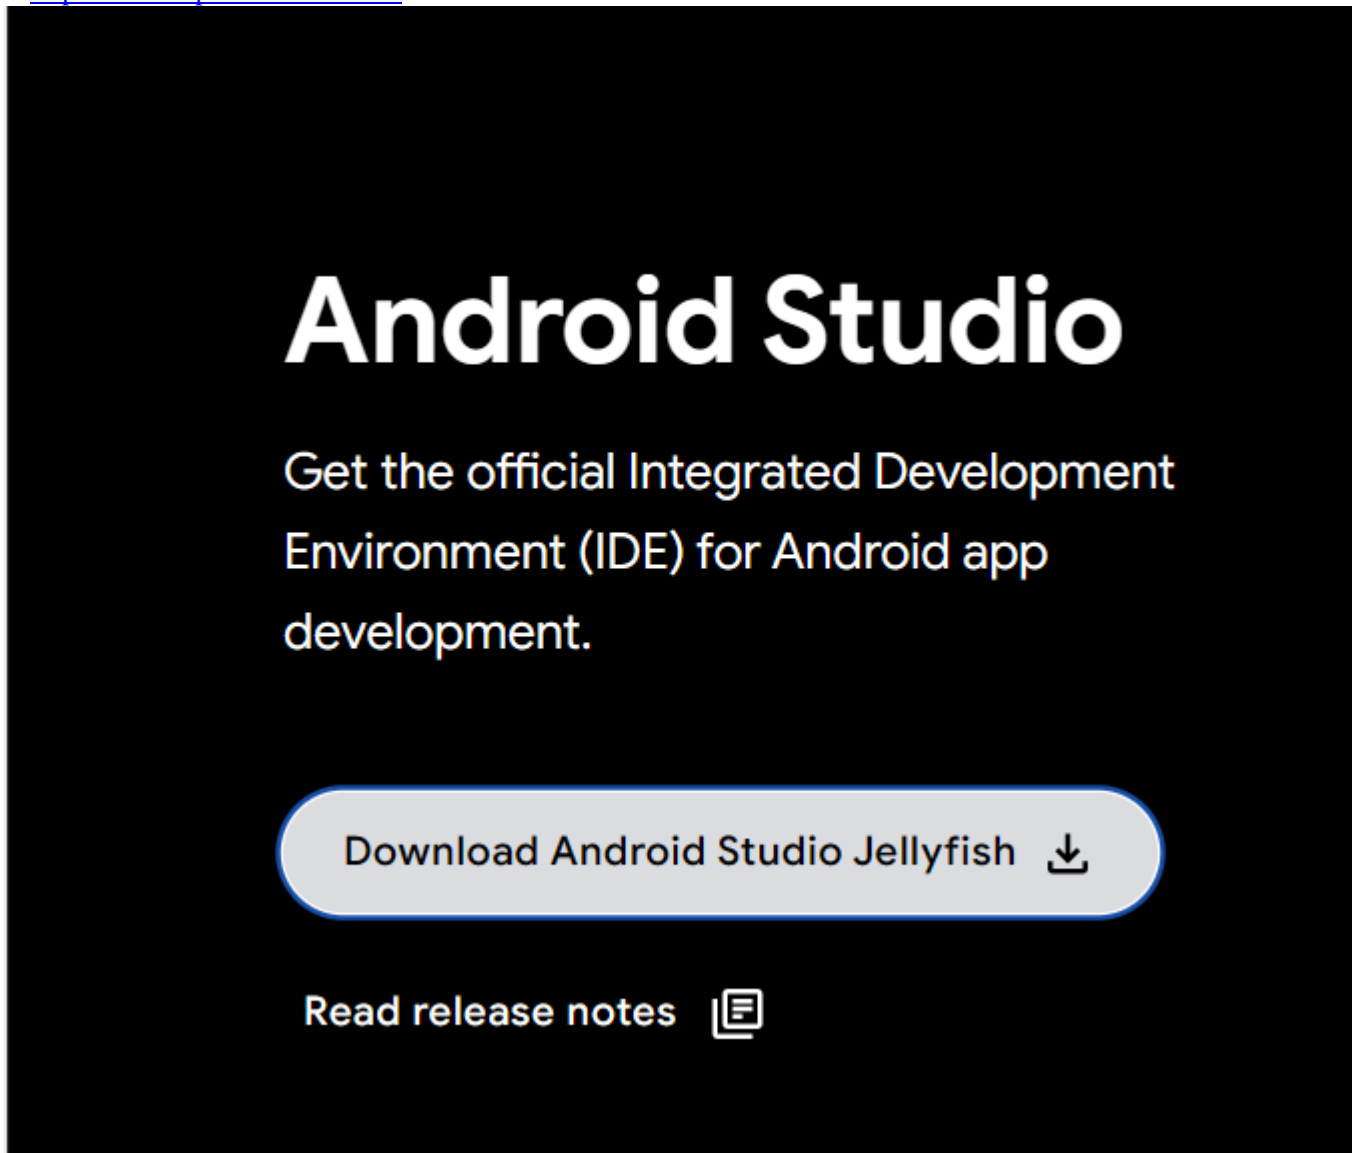 Android Studio
Get the official Integrated Development
Environment (IDE) for Android app
development.
Download Android Studio Jellyfish
Read release notes